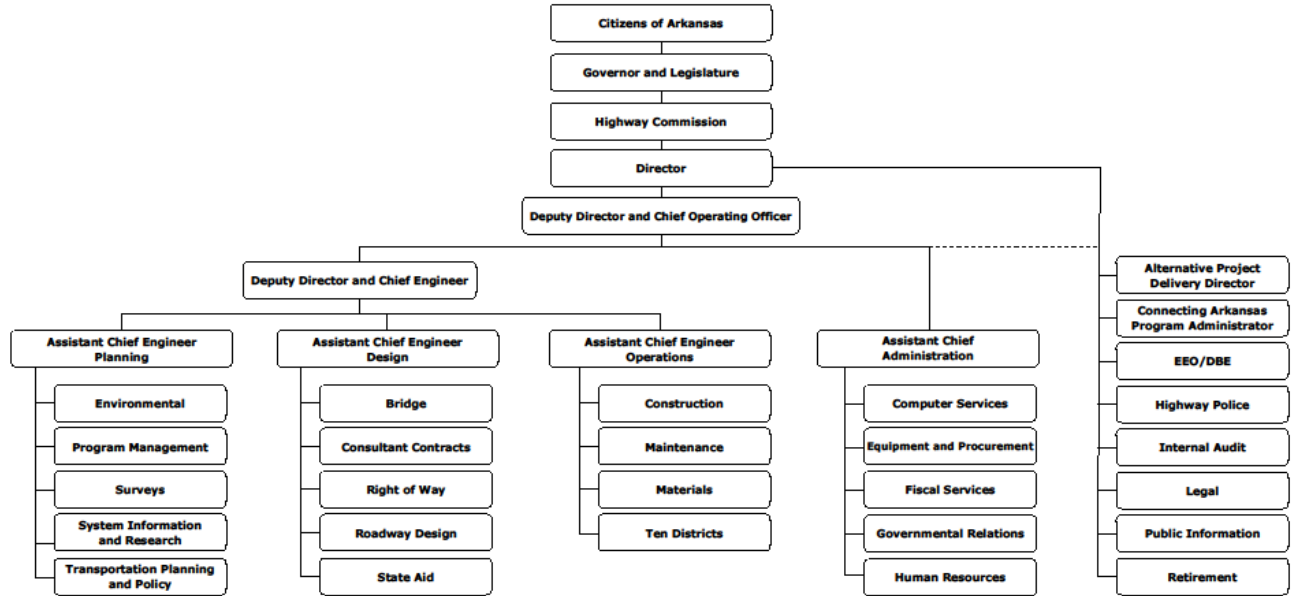 Citizens of Arkansas
Governor and Legislature
Highway Commission
Director
Deputy Director and Chief Operating Officer
Deputy Director and Chief Engineer
Assistant Chief Engineer
Planning
Environmental
Program Management
Surveys
System Information
and Research
Transportation Planning
and Policy
Assistant Chief Engineer
Design
Bridge
Consultant Contracts
Right of Way
Roadway Design
State Aid
Assistant Chief Engineer
Operations
Construction
Maintenance
Materials
Ten Districts
Assistant Chief
Administration
Computer Services
Equipment and Procurement
Fiscal Services
Governmental Relations
Human Resources
Alternative Project
Delivery Director
Connecting Arkansas
Program Administrator
EEO/DBE
Highway Police
Internal Audit
Legal
Public Information
Retirement